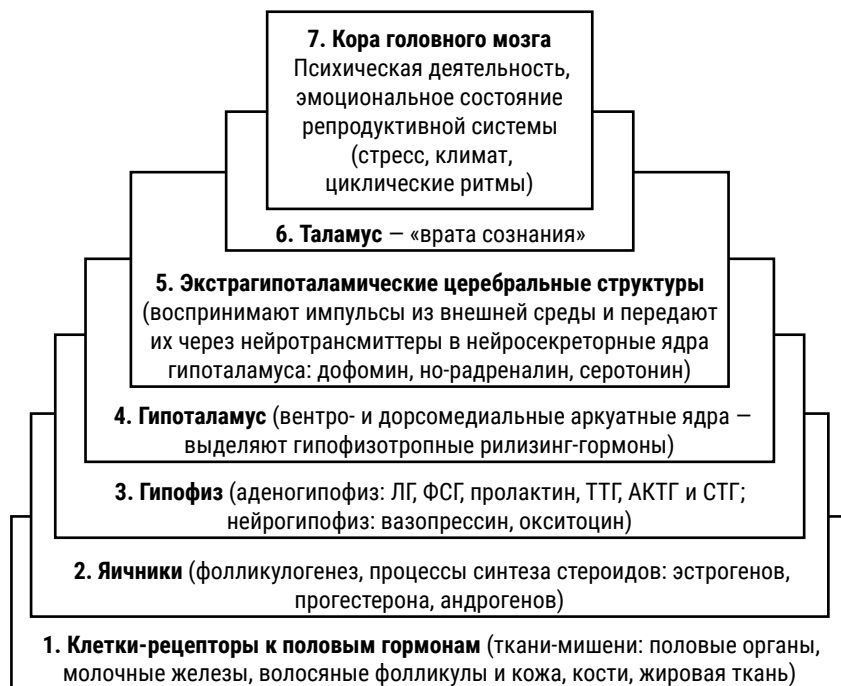 7. Кора головного мозга
Психическая деятельность,
эмоциональное состояние
репродуктивной системы
(стресс, климат,
циклические ритмы)
6. Таламус — «врата сознания»
5. Экстрагипоталамические церебральные структуры
(воспринимают импульсы из внешней среды и передают
их через нейротрансмиттеры в нейросекреторные ядра
гипоталамуса: дофомин, но-радреналин, серотонин)
4. Гипоталамус (вентро- и дорсомедиальные аркуатные ядра —
выделяют гипофизотропные рилизинг-гормоны)
3. Гипофиз (аденогипофиз: ЛГ, ФСГ, пролактин, ТТГ, АКТГ и СТГ;
нейрогипофиз: вазопрессин, окситоцин)
2. Яичники (фолликулогенез, процессы синтеза стероидов: эстрогенов,
прогестерона, андрогенов)
1. Клетки-рецепторы к половым гормонам (ткани-мишени: половые органы,
молочные железы, волосяные фолликулы и кожа, кости, жировая ткань)